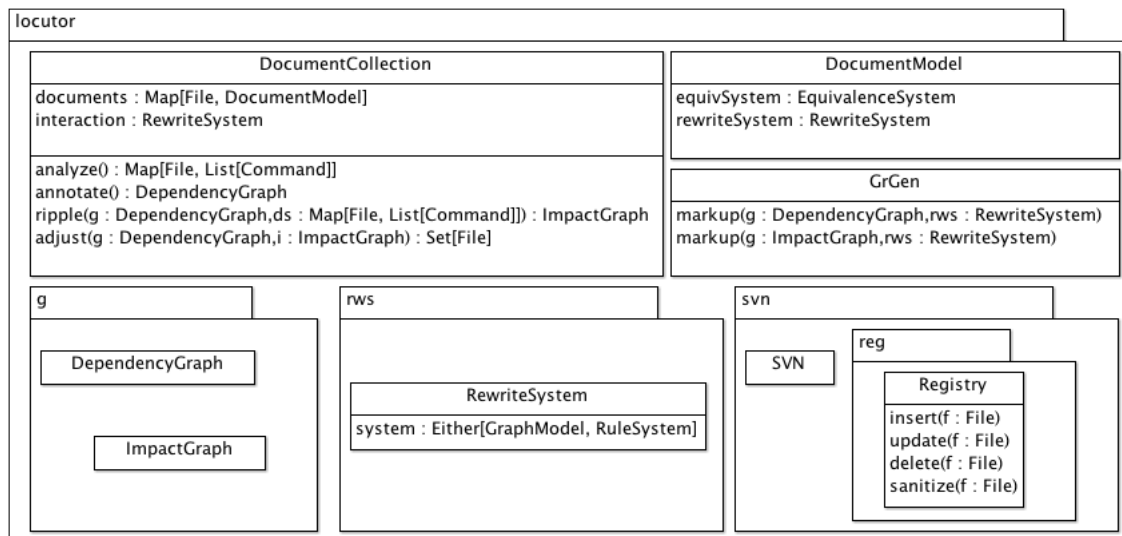 locutor
DocumentCollection
documents : Map[File, DocumentModel]
interaction : RewriteSystem
analyze() : Map[File, List[Command]]
annotate() : DependencyGraph
ripple(g : DependencyGraph,ds : Map[File, List[Command]]) : ImpactGraph
adjust(g : DependencyGraph,i : ImpactGraph) : Set[File]
DocumentModel
equivSystem : EquivalenceSystem
rewriteSystem : RewriteSystem
GrGen
markup(g : DependencyGraph,rws : RewriteSystem)
markup(g : ImpactGraph,rws : RewriteSystem)
g
DependencyGraph
ImpactGraph
rws
RewriteSystem
system : Either[GraphModel, RuleSystem]
svn
SVN
reg
Registry
insert(f : File)
update(f : File)
delete(f : File)
sanitize(f : File)